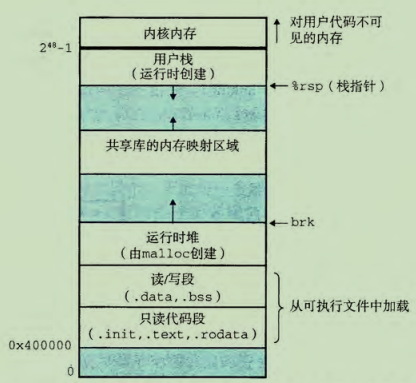 内核内存
对用户代码不可
见的内存
2⁴⁸-1
用户栈
(运行时创建)
%rsp(栈指针)
共享库的内存映射区域
brk
运行时堆
(由malloc创建)
读/写段
(.data,.bss)
只读代码段
(.init,.text,.rodata)
从可执行文件中加载
0x400000
0